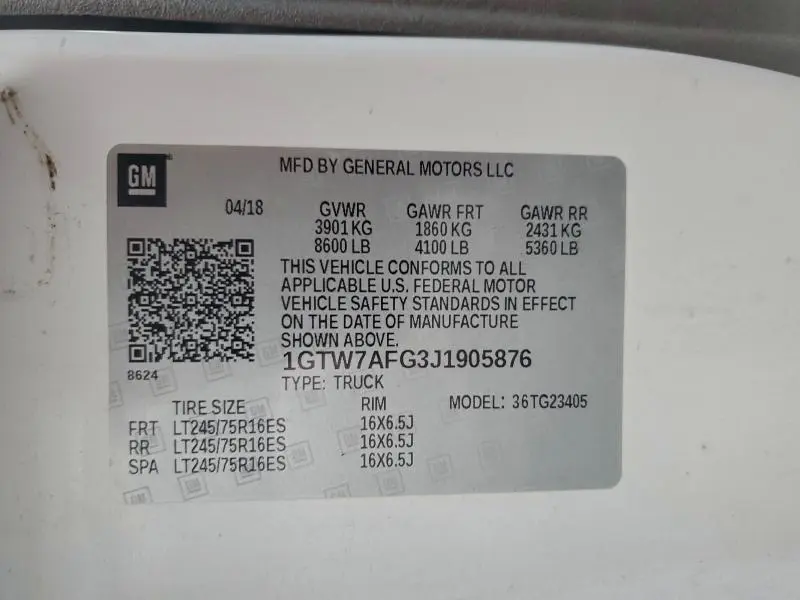 GM
MFD BY GENERAL MOTORS LLC
04/18 GVWR GAWR FRT GAWR RR
3901 KG 1860 KG 2431 KG
8600 LB 4100 LB 5360 LB
THIS VEHICLE CONFORMS TO ALL
APPLICABLE U.S. FEDERAL MOTOR
VEHICLE SAFETY STANDARDS IN EFFECT
ON THE DATE OF MANUFACTURE
SHOWN ABOVE.
1GTW7AFG3J1905876
8624
TYPE: TRUCK
TIRE SIZE RIM MODEL: 36TG23405
FRT LT245/75R16ES 16X6.5J
RR LT245/75R16ES 16X6.5J
SPA LT245/75R16ES 16X6.5J